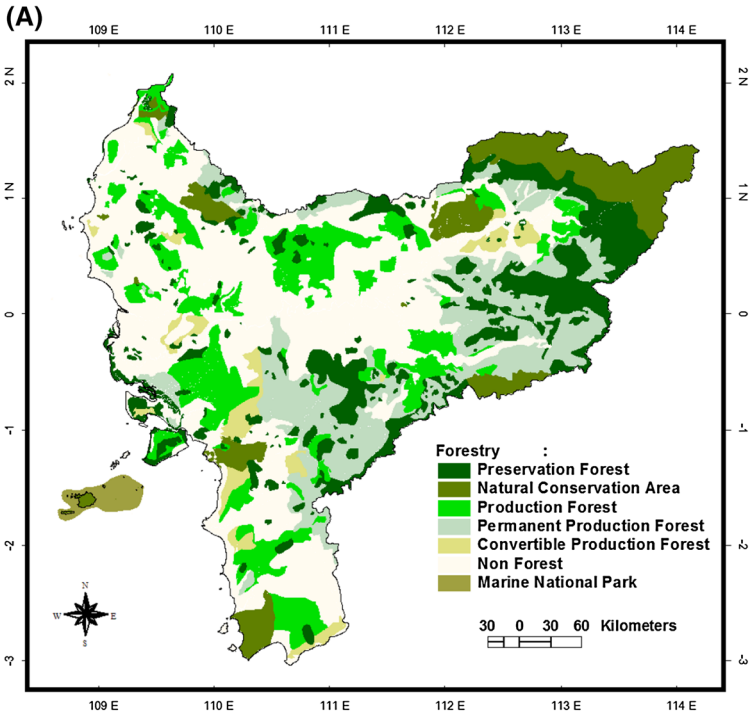 (A)
109 E 110 E 111 E 112 E 113 E 114 E
2 N 2 N
1 N 1 N
0 0
-1 -1
-2 -2
-3 -3
Forestry :
Preservation Forest
Natural Conservation Area
Production Forest
Permanent Production Forest
Convertible Production Forest
Non Forest
Marine National Park
N
W E
S
30 0 30 60 Kilometers
109 E 110 E 111 E 112 E 113 E 114 E